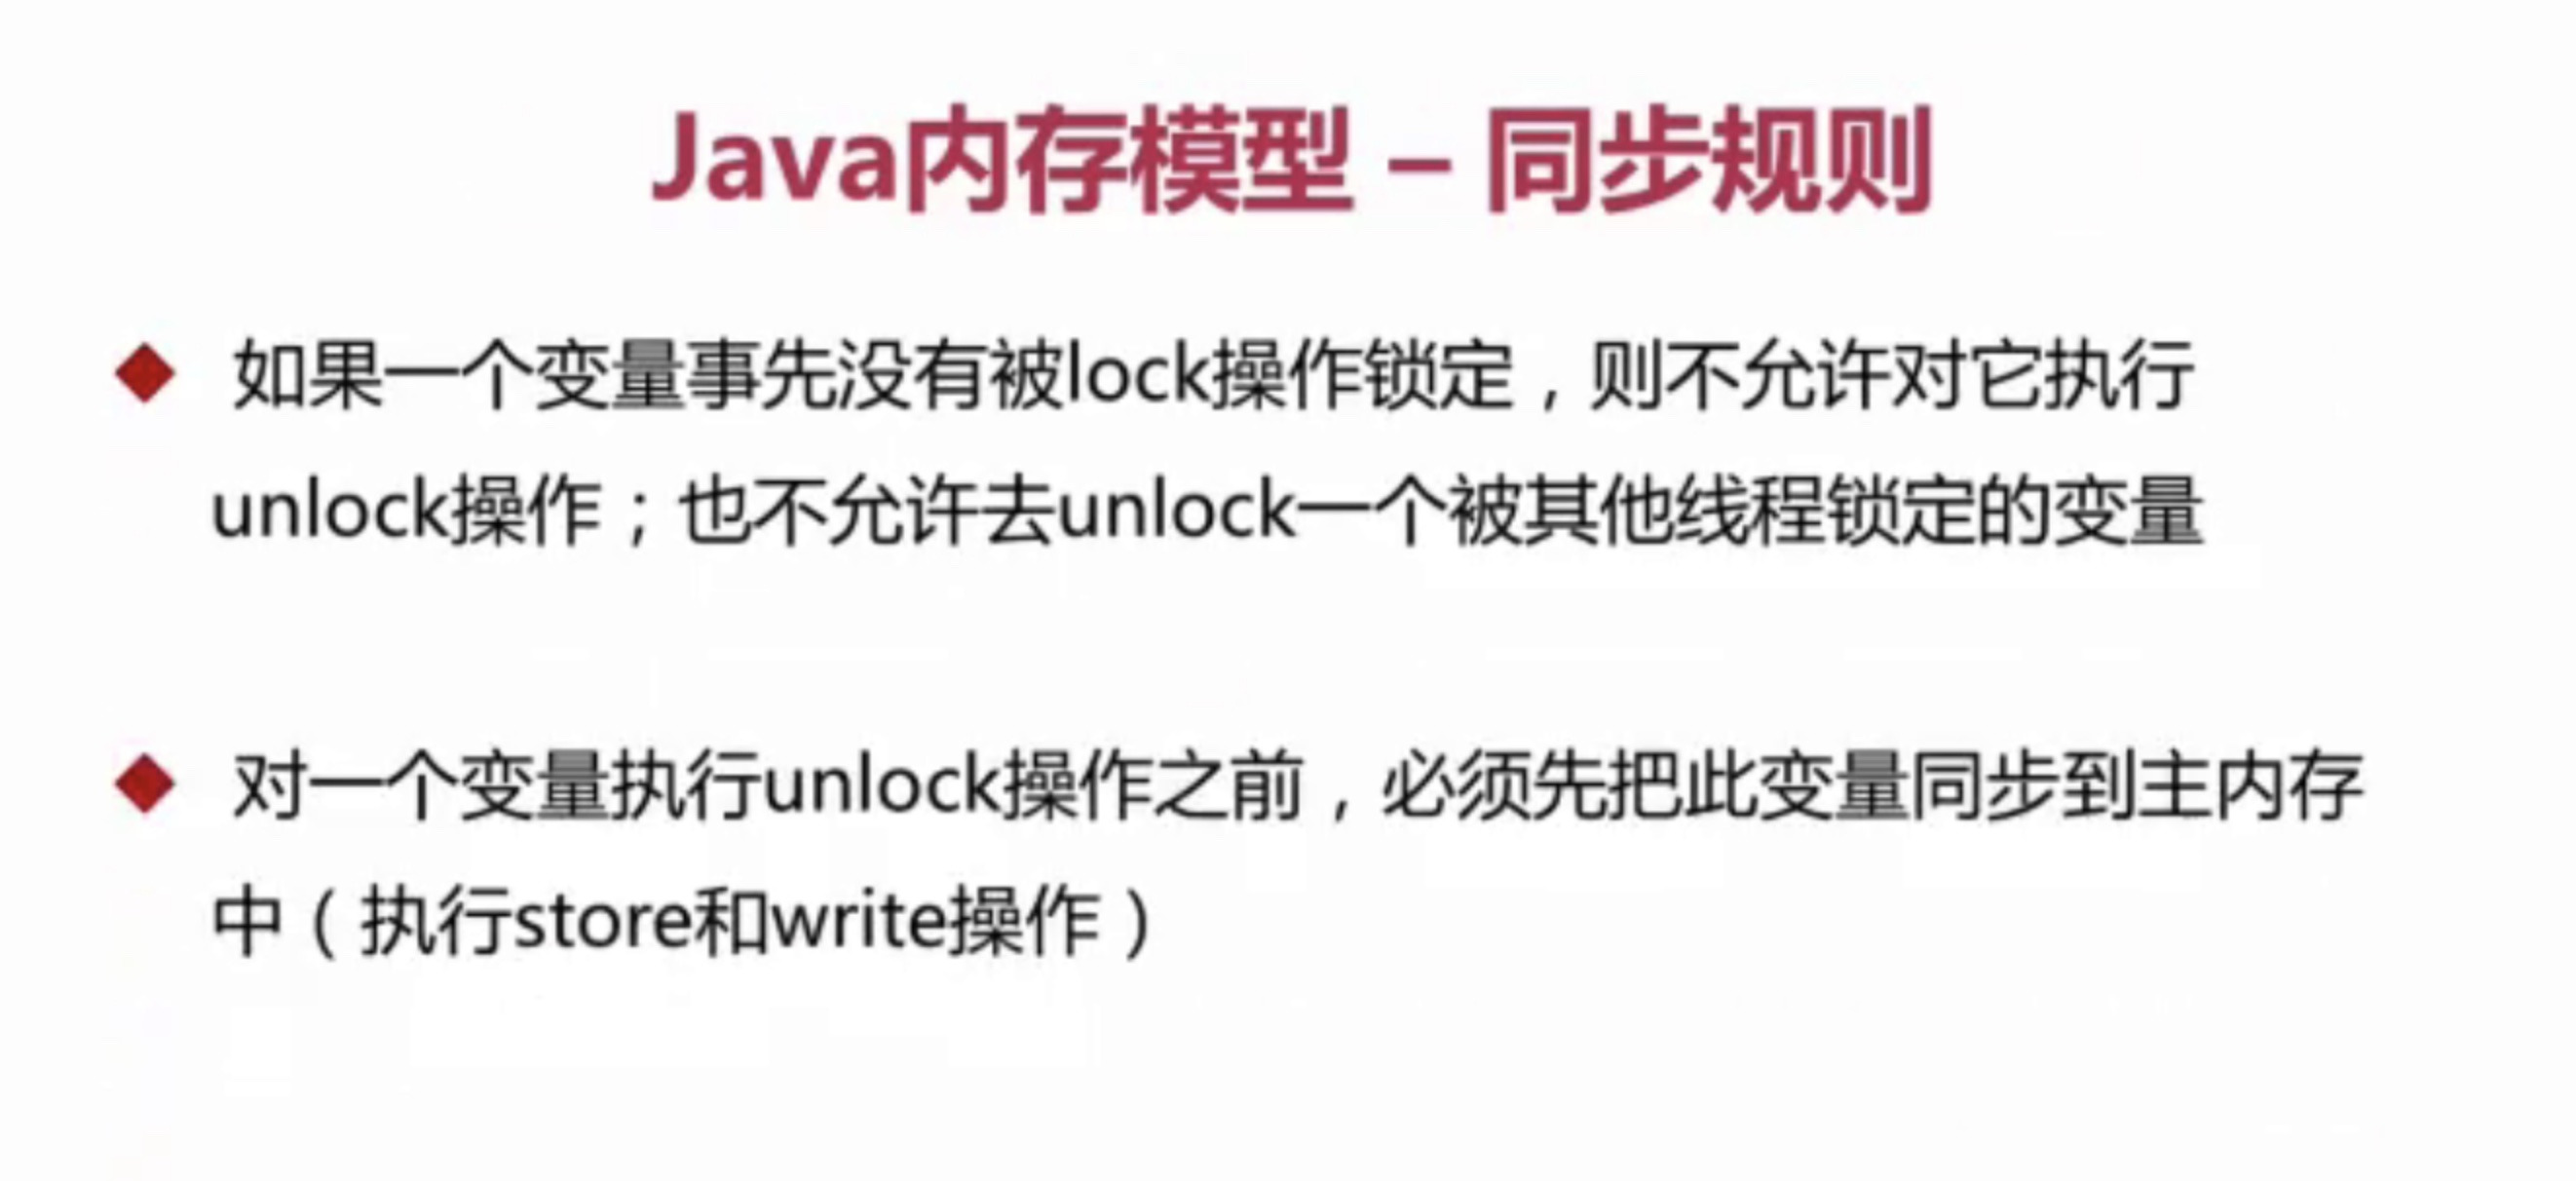 Java内存模型 – 同步规则
如果一个变量事先没有被lock操作锁定，则不允许对它执行
unlock操作；也不允许去unlock一个被其他线程锁定的变量
对一个变量执行unlock操作之前，必须先把此变量同步到主内存
中（执行store和write操作）